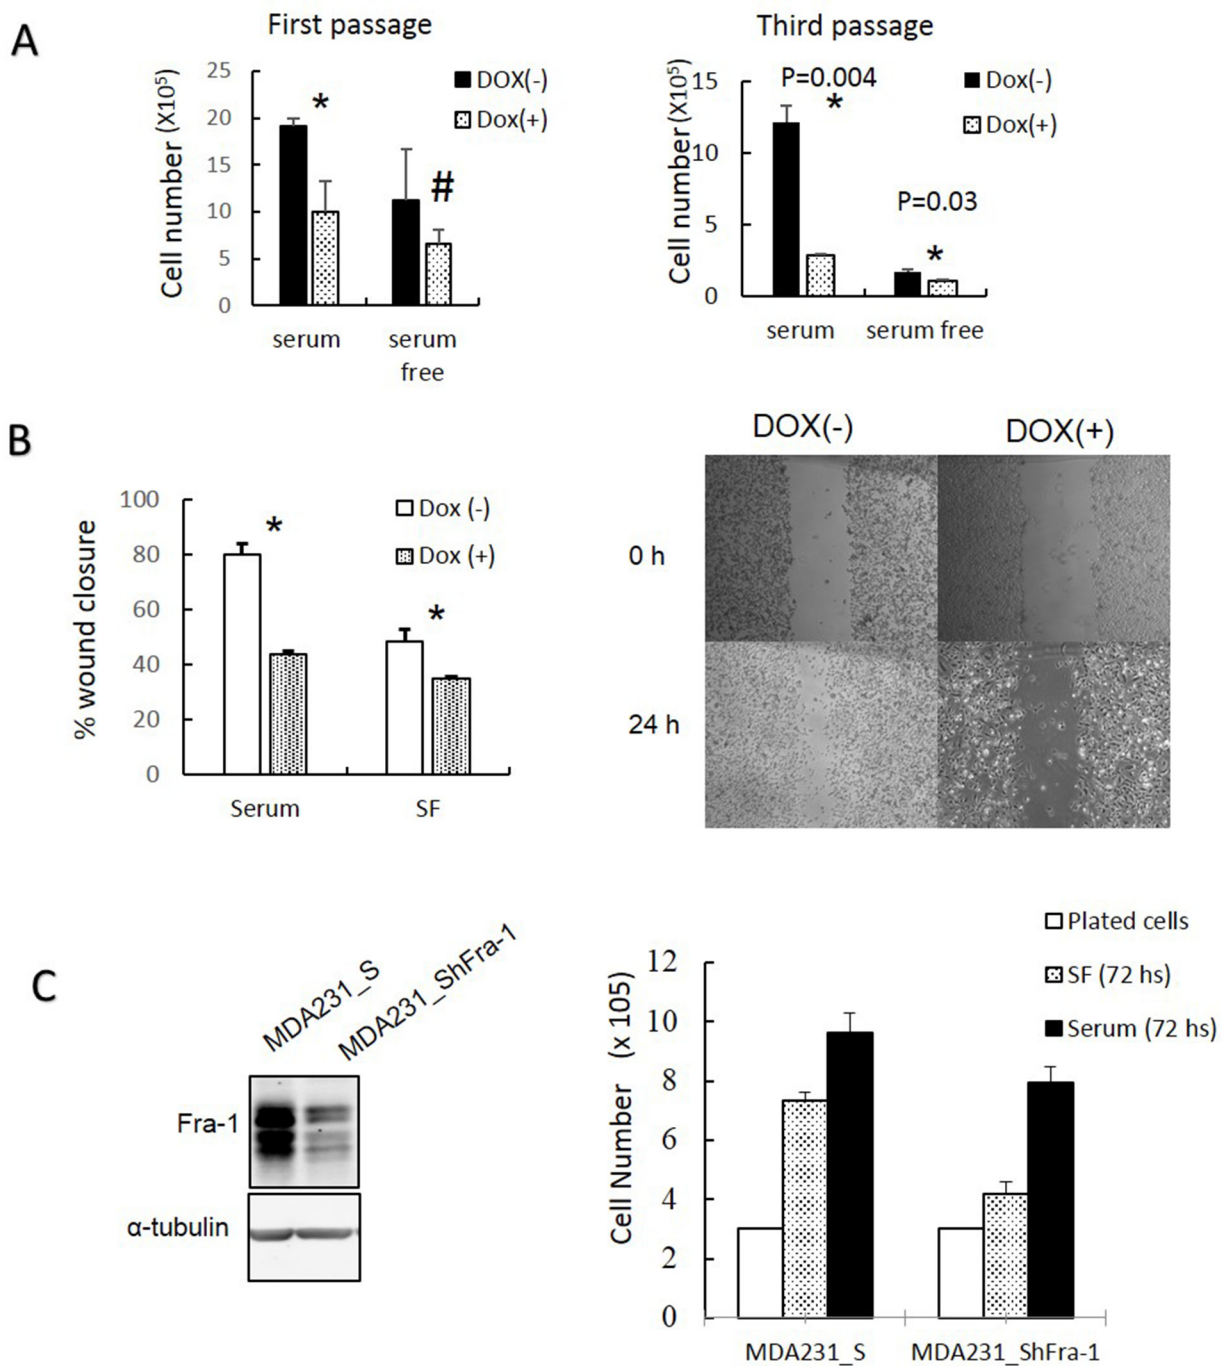 A
First passage
Cell number (X10⁵)
25
20
15
10
5
0
DOX(-)
Dox(+)
*
#
serum
serum
free
Third passage
Cell number (X10⁵)
15
10
5
0
P=0.004
*
Dox(-)
Dox(+)
P=0.03
*
serum
serum free
B
% wound closure
100
80
60
40
20
0
Dox (-)
Dox (+)
*
*
Serum
SF
DOX(-)
DOX(+)
0 h
24 h
C
MDA231_S
MDA231_ShFra-1
Fra-1
α-tubulin
Cell Number (x 105)
12
10
8
6
4
2
0
Plated cells
SF (72 hs)
Serum (72 hs)
MDA231_S
MDA231_ShFra-1